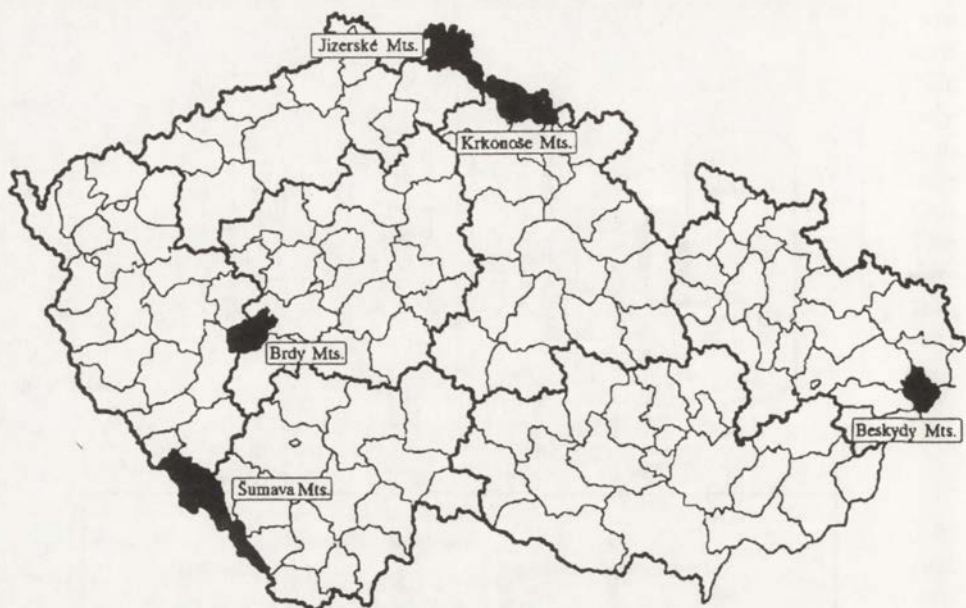 Jizerské Mts.
Krkonoše Mts.
Brdy Mts.
Beskydy Mts.
Šumava Mts.